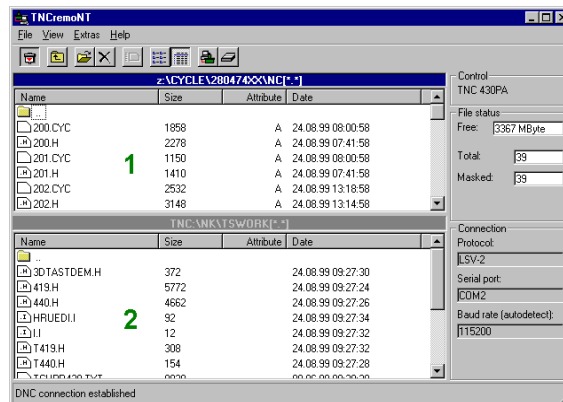 TNCremoNT
File View Extras Help
z:\CYCLE\280474XX\NC[*.*]
Name Size Attribute Date
..
200.CYC 1858 A 24.08.99 08:00:58
200.H 2278 A 24.08.99 07:41:58
201.CYC 1150 A 24.08.99 08:00:58
201.H 1410 A 24.08.99 07:41:58
202.CYC 2532 A 24.08.99 13:18:58
202.H 3148 A 24.08.99 13:14:58
1
TNC:\NK\TSWORK[*.*]
Name Size Attribute Date
..
3DTASTDEM.H 372 24.08.99 09:27:30
419.H 5772 24.08.99 09:27:24
440.H 4662 24.08.99 09:27:26
HRUEDI.I 92 24.08.99 09:27:34
I.I 12 24.08.99 09:27:32
T419.H 308 24.08.99 09:27:32
T440.H 154 24.08.99 09:27:28
2
Control
TNC 430PA
File status
Free: 3367 MByte
Total: 39
Masked: 39
Connection
Protocol:
LSV-2
Serial port:
COM2
Baud rate (autodetect):
115200
DNC connection established